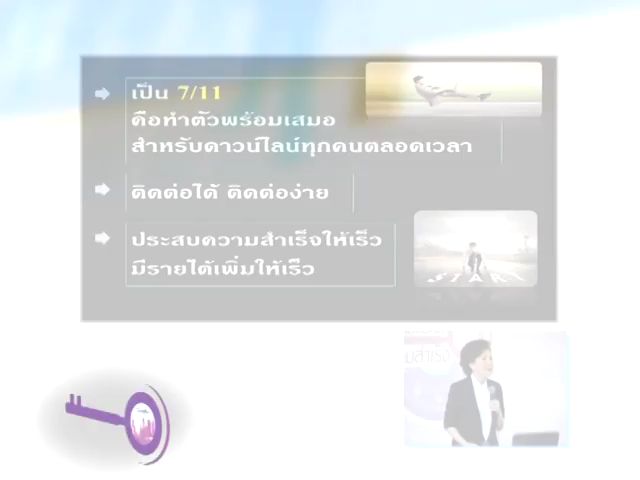 เป็น 7/11
คือทำตัวพร้อมเสมอ
สำหรับดาวน์ไลน์ทุกคนตลอดเวลา
ติดต่อได้ ติดต่อง่าย
ประสบความสำเร็จให้เร็ว
มีรายได้เพิ่มให้เร็ว
START